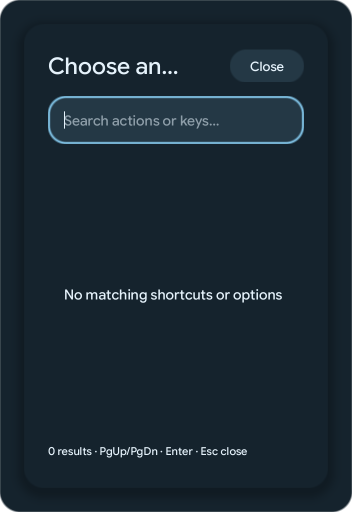 Choose an...
Close
Search actions or keys...
No matching shortcuts or options
0 results · PgUp/PgDn · Enter · Esc close